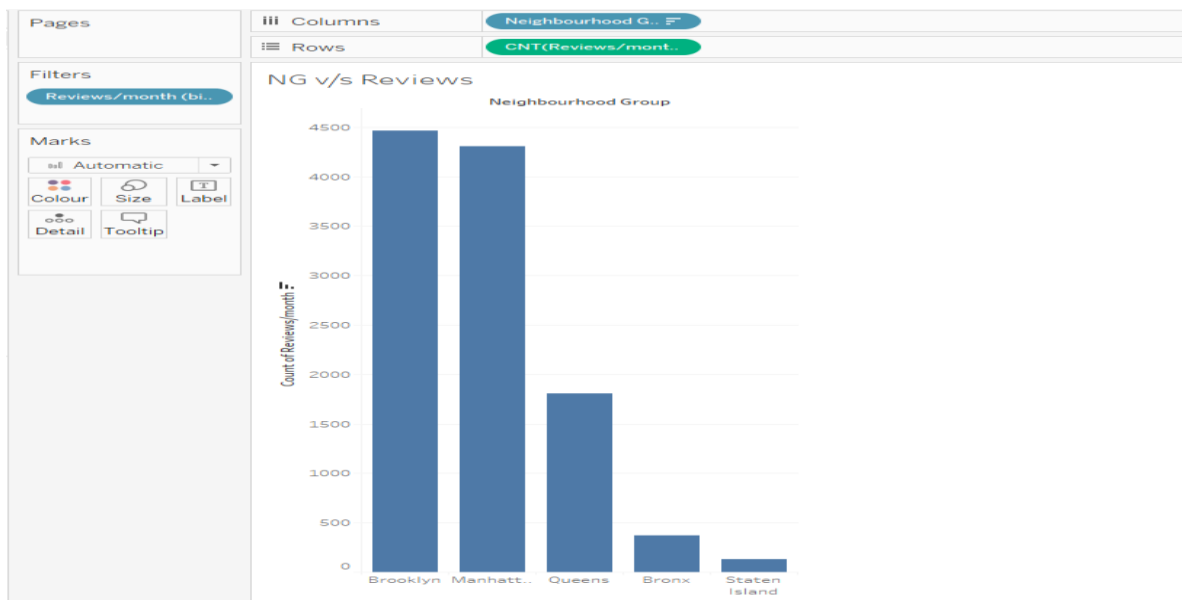 Pages
Columns
Neighbourhood G..
Rows
CNT(Reviews/mont..
Filters
Reviews/month (bi..
Marks
Automatic
Colour
Size
T
Label
Detail
Tooltip
NG v/s Reviews
Neighbourhood Group
Count of Reviews/month
4500
4000
3500
3000
2500
2000
1500
1000
500
0
Brooklyn Manhatt.. Queens Bronx Staten
Island